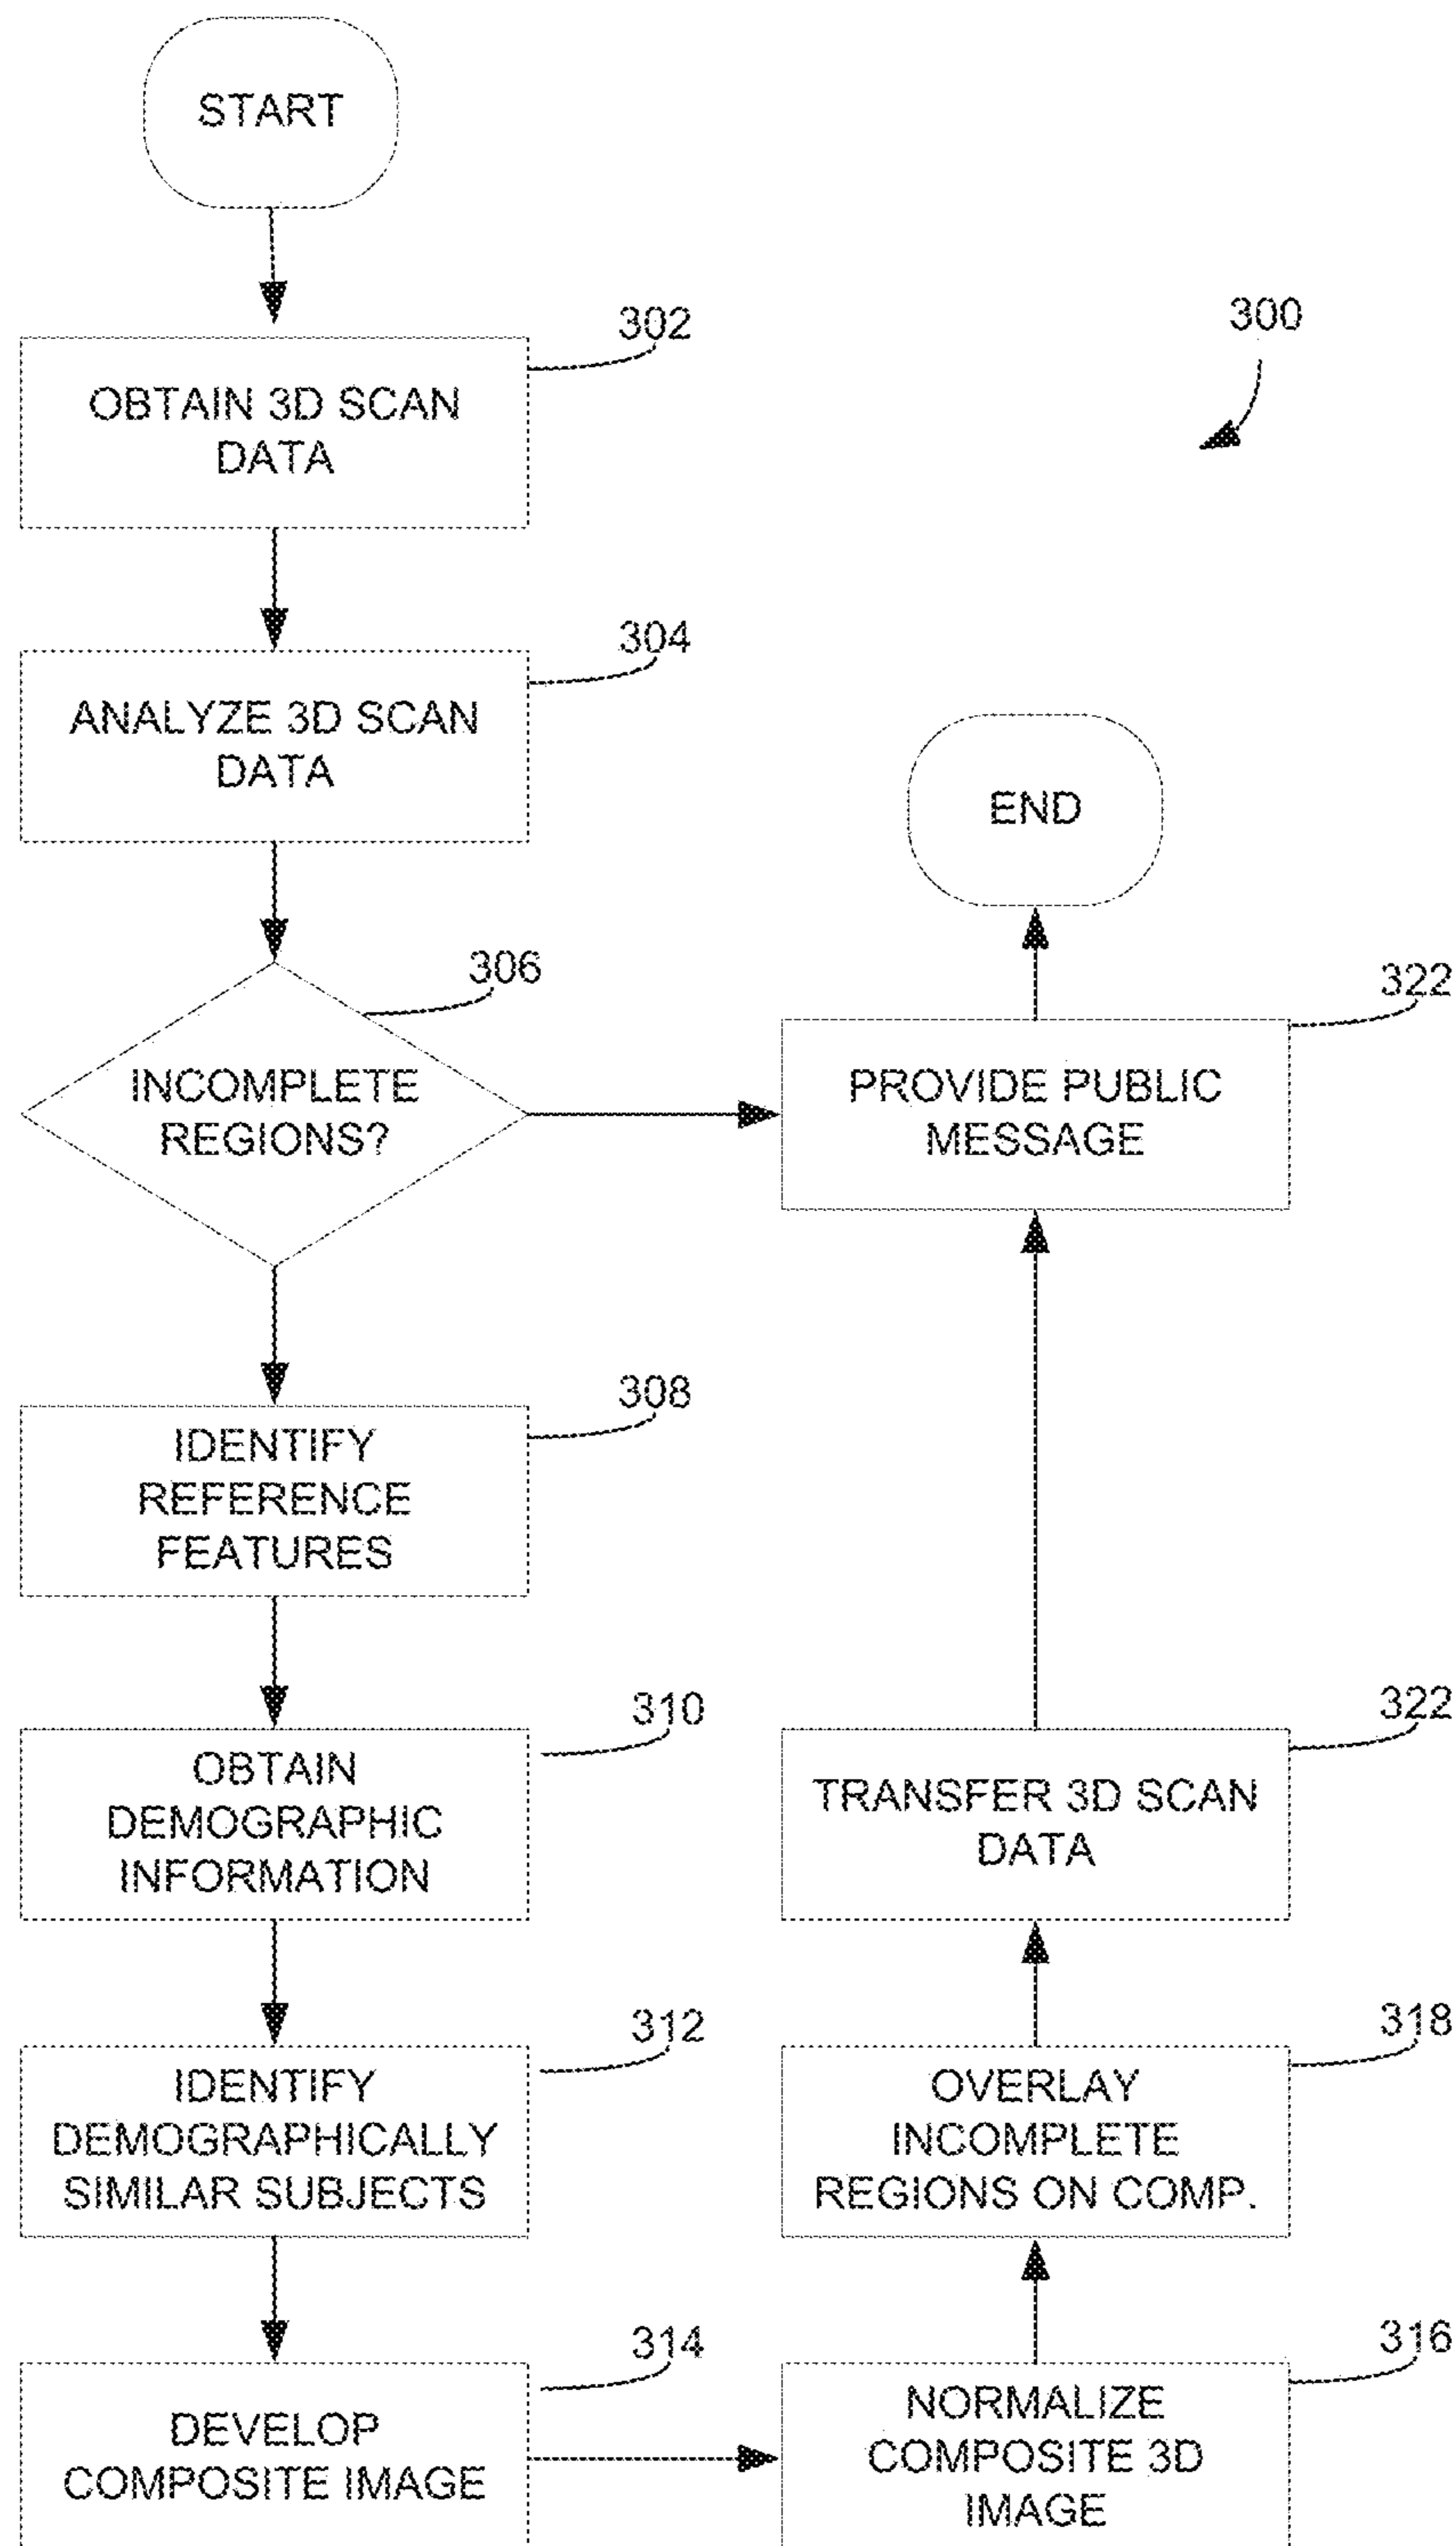 START
300
302
OBTAIN 3D SCAN
DATA
304
ANALYZE 3D SCAN
DATA
306
INCOMPLETE
REGIONS?
308
IDENTIFY
REFERENCE
FEATURES
310
OBTAIN
DEMOGRAPHIC
INFORMATION
312
IDENTIFY
DEMOGRAPHICALLY
SIMILAR SUBJECTS
314
DEVELOP
COMPOSITE IMAGE
316
NORMALIZE
COMPOSITE 3D
IMAGE
318
OVERLAY
INCOMPLETE
REGIONS ON COMP.
322
TRANSFER 3D SCAN
DATA
322
PROVIDE PUBLIC
MESSAGE
END